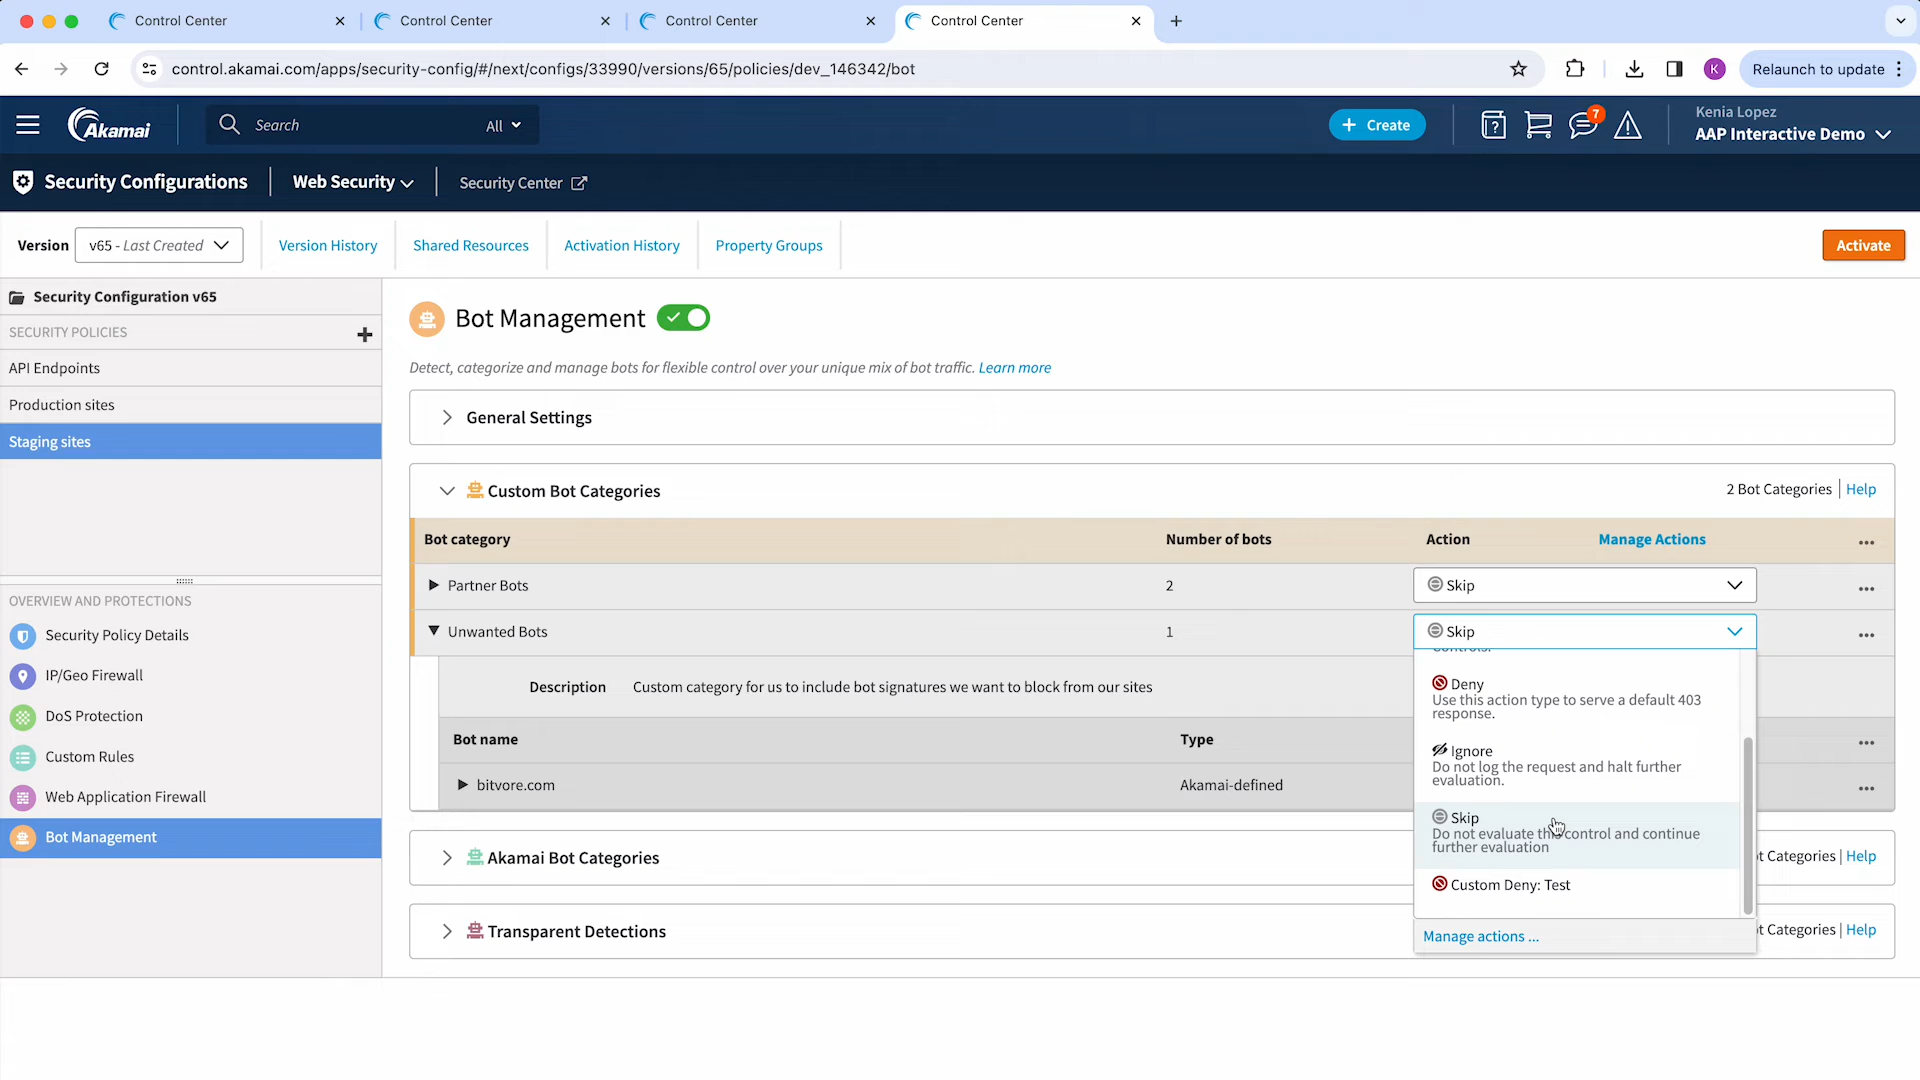 Control Center
Control Center
Control Center
Control Center
control.akamai.com/apps/security-config/#/next/configs/33990/versions/65/policies/dev_146342/bot
K
Relaunch to update
Akamai
Search
All
+ Create
7
Kenia Lopez
AAP Interactive Demo
Security Configurations
Web Security
Security Center
Version
v65 - Last Created
Version History
Shared Resources
Activation History
Property Groups
Activate
Security Configuration v65
SECURITY POLICIES
API Endpoints
Production sites
Staging sites
OVERVIEW AND PROTECTIONS
Security Policy Details
IP/Geo Firewall
DoS Protection
Custom Rules
Web Application Firewall
Bot Management
Bot Management
Detect, categorize and manage bots for flexible control over your unique mix of bot traffic. Learn more
General Settings
Custom Bot Categories
2 Bot Categories | Help
Bot category Number of bots Action Manage Actions ...
Partner Bots 2 Skip ...
Unwanted Bots 1 Skip ...
Description Custom category for us to include bot signatures we want to block from our sites
Bot name Type ...
bitvore.com Akamai-defined ...
Deny
Use this action type to serve a default 403
response.
Ignore
Do not log the request and halt further
evaluation.
Skip
Do not evaluate the control and continue
further evaluation
Custom Deny: Test
Manage actions ...
Akamai Bot Categories
t Categories | Help
Transparent Detections
t Categories | Help